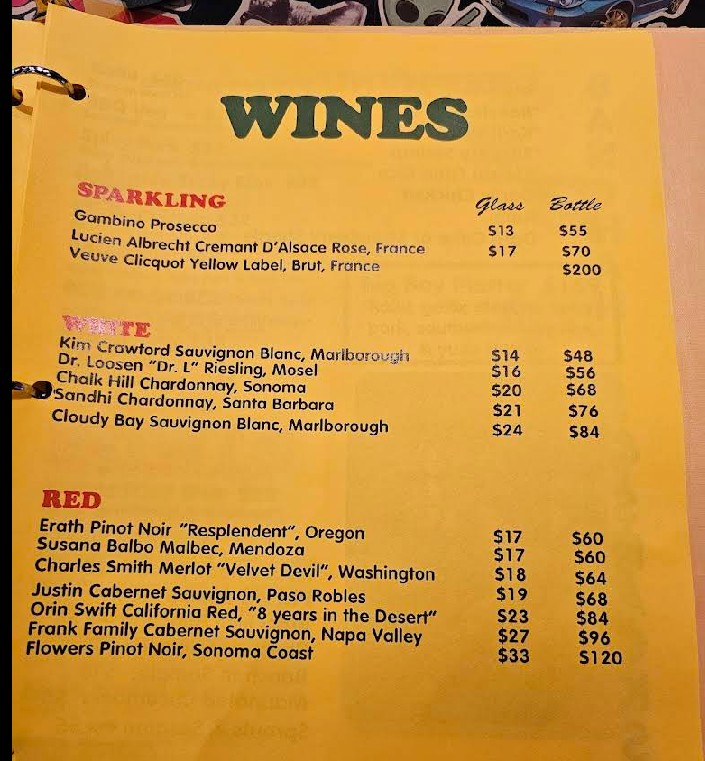 WINES
SPARKLING Glass Bottle
Gambino Prosecco $13 $55
Lucien Albrecht Cremant D'Alsace Rose, France $17 $70
Veuve Clicquot Yellow Label, Brut, France $200
WHITE
Kim Crawford Sauvignon Blanc, Marlborough $14 $48
Dr. Loosen "Dr. L" Riesling, Mosel $16 $56
Chalk Hill Chardonnay, Sonoma $20 $68
Sandhi Chardonnay, Santa Barbara $21 $76
Cloudy Bay Sauvignon Blanc, Marlborough $24 $84
RED
Erath Pinot Noir "Resplendent", Oregon $17 $60
Susana Balbo Malbec, Mendoza $17 $60
Charles Smith Merlot "Velvet Devil", Washington $18 $64
Justin Cabernet Sauvignon, Paso Robles $19 $68
Orin Swift California Red, "8 years in the Desert" $23 $84
Frank Family Cabernet Sauvignon, Napa Valley $27 $96
Flowers Pinot Noir, Sonoma Coast $33 $120